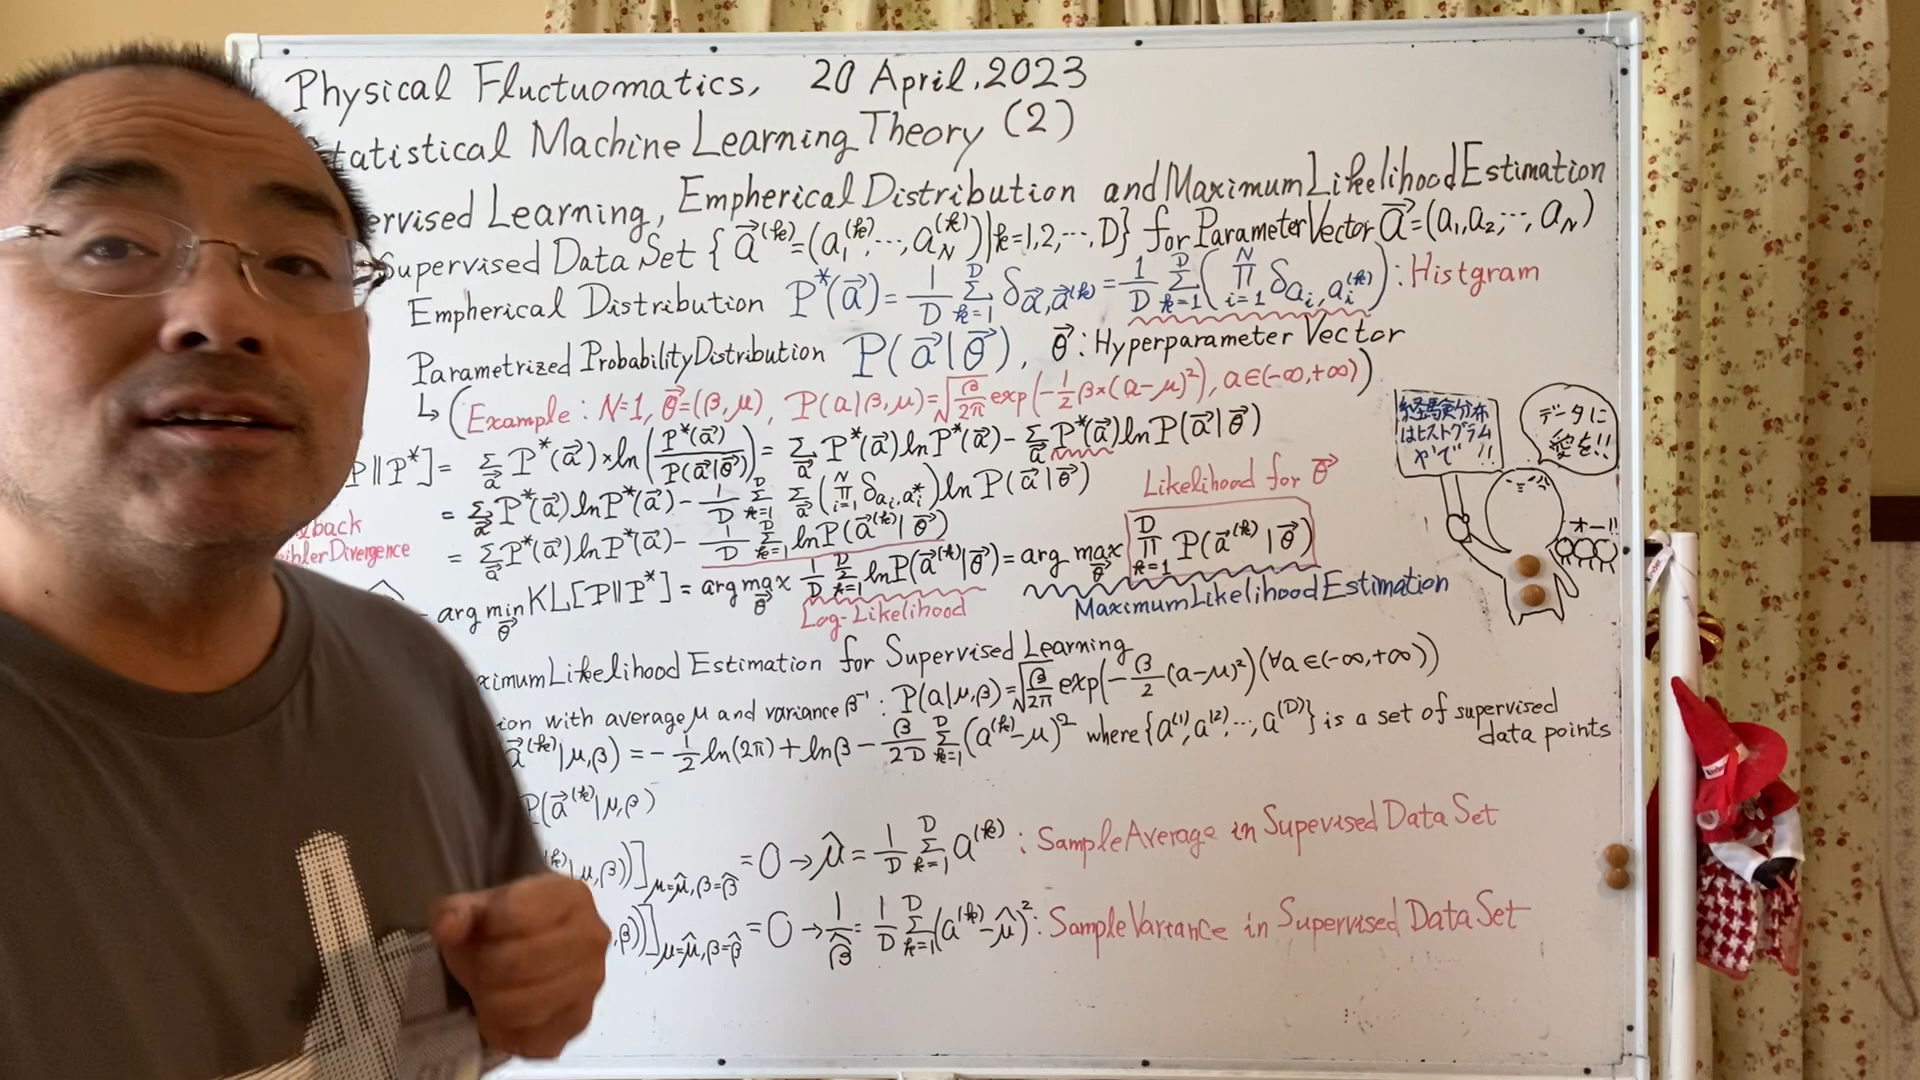 Physical Fluctuomatics, 20 April, 2023
tatistical Machine Learning Theory (2)
ervised Learning, Empherical Distribution and Maximum Likelihood Estimation
Supervised Data Set { a⃗^(k)=(a_1^(k),…,a_N^(k)) | k=1,2,…,D } for Parameter Vector a⃗=(a_1,a_2,…,a_N)
Empherical Distribution P*(a⃗) = 1/D Σ_{k=1}^{D} δ_{a⃗,a⃗^(k)} = 1/D Σ_{k=1}^{D} ( Π_{i=1}^{N} δ_{a_i,a_i^(k)} ) : Histgram
Parametrized Probability Distribution P(a⃗|θ⃗), θ⃗: Hyperparameter Vector
↳ (Example : N=1, θ⃗=(β,μ), P(a|β,μ)=√(β/2π) exp(-1/2 β×(a-μ)²), a∈(-∞,+∞))
P||P*] = Σ_a⃗ P*(a⃗)×ln(P*(a⃗)/P(a⃗|θ⃗)) = Σ_a⃗ P*(a⃗)lnP*(a⃗) - Σ_a⃗ P*(a⃗)lnP(a⃗|θ⃗)
= Σ_a⃗ P*(a⃗)lnP*(a⃗) - 1/D Σ_{k=1}^{D} Σ_a⃗ ( Π_{i=1}^{N} δ_{a_i,a_i^*} ) lnP(a⃗|θ⃗)
Likelihood for θ⃗
back
ihler Divergence
= Σ_a⃗ P*(a⃗)lnP*(a⃗) - 1/D Σ_{k=1}^{D} lnP(a⃗^(k)|θ⃗)
arg min_θ⃗ KL[P||P*] = arg max_θ⃗ 1/D Σ_{k=1}^{D} lnP(a⃗^(k)|θ⃗) = arg max_θ⃗ Π_{k=1}^{D} P(a⃗^(k)|θ⃗)
Log-Likelihood
Maximum Likelihood Estimation
経験分布
はヒストグラム
やで!!
データに
愛を!!
オー!!
ximum Likelihood Estimation for Supervised Learning
ion with average μ and variance β^-1 : P(a|μ,β)=√(β/2π) exp(-β/2 (a-μ)²) (∀a∈(-∞,+∞))
a⃗^(k)|μ,β) = -1/2 ln(2π) + lnβ - β/2D Σ_{k=1}^{D} (a^(k)-μ)² where {a^(1),a^(2),…,a^(D)} is a set of supervised
data points
P(a⃗^(k)|μ,β)
|μ,β))]_{μ=μ̂,β=β̂} = 0 → μ̂ = 1/D Σ_{k=1}^{D} a^(k) : Sample Average in Supevised Data Set
,β)]_{μ=μ̂,β=β̂} = 0 → 1/β̂ = 1/D Σ_{k=1}^{D} (a^(k)-μ̂)² : Sample Variance in Supervised Data Set